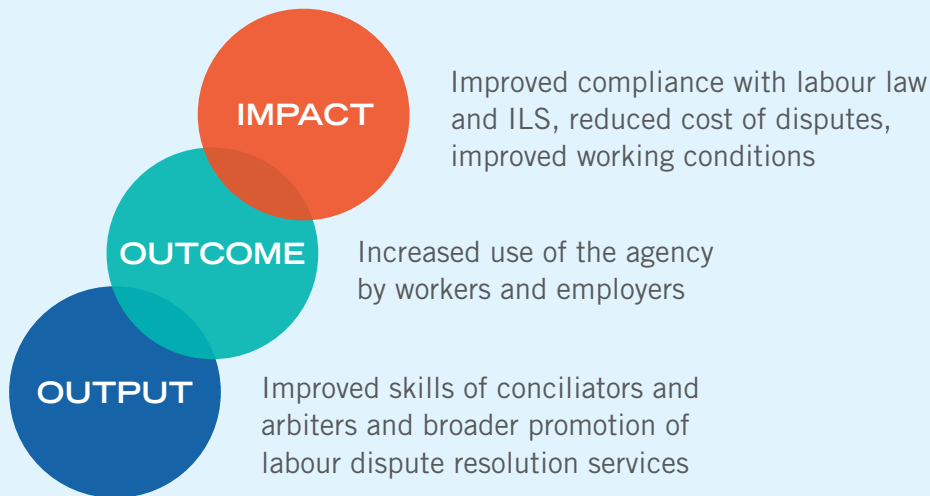 IMPACT
Improved compliance with labour law
and ILS, reduced cost of disputes,
improved working conditions
OUTCOME
Increased use of the agency
by workers and employers
OUTPUT
Improved skills of conciliators and
arbiters and broader promotion of
labour dispute resolution services